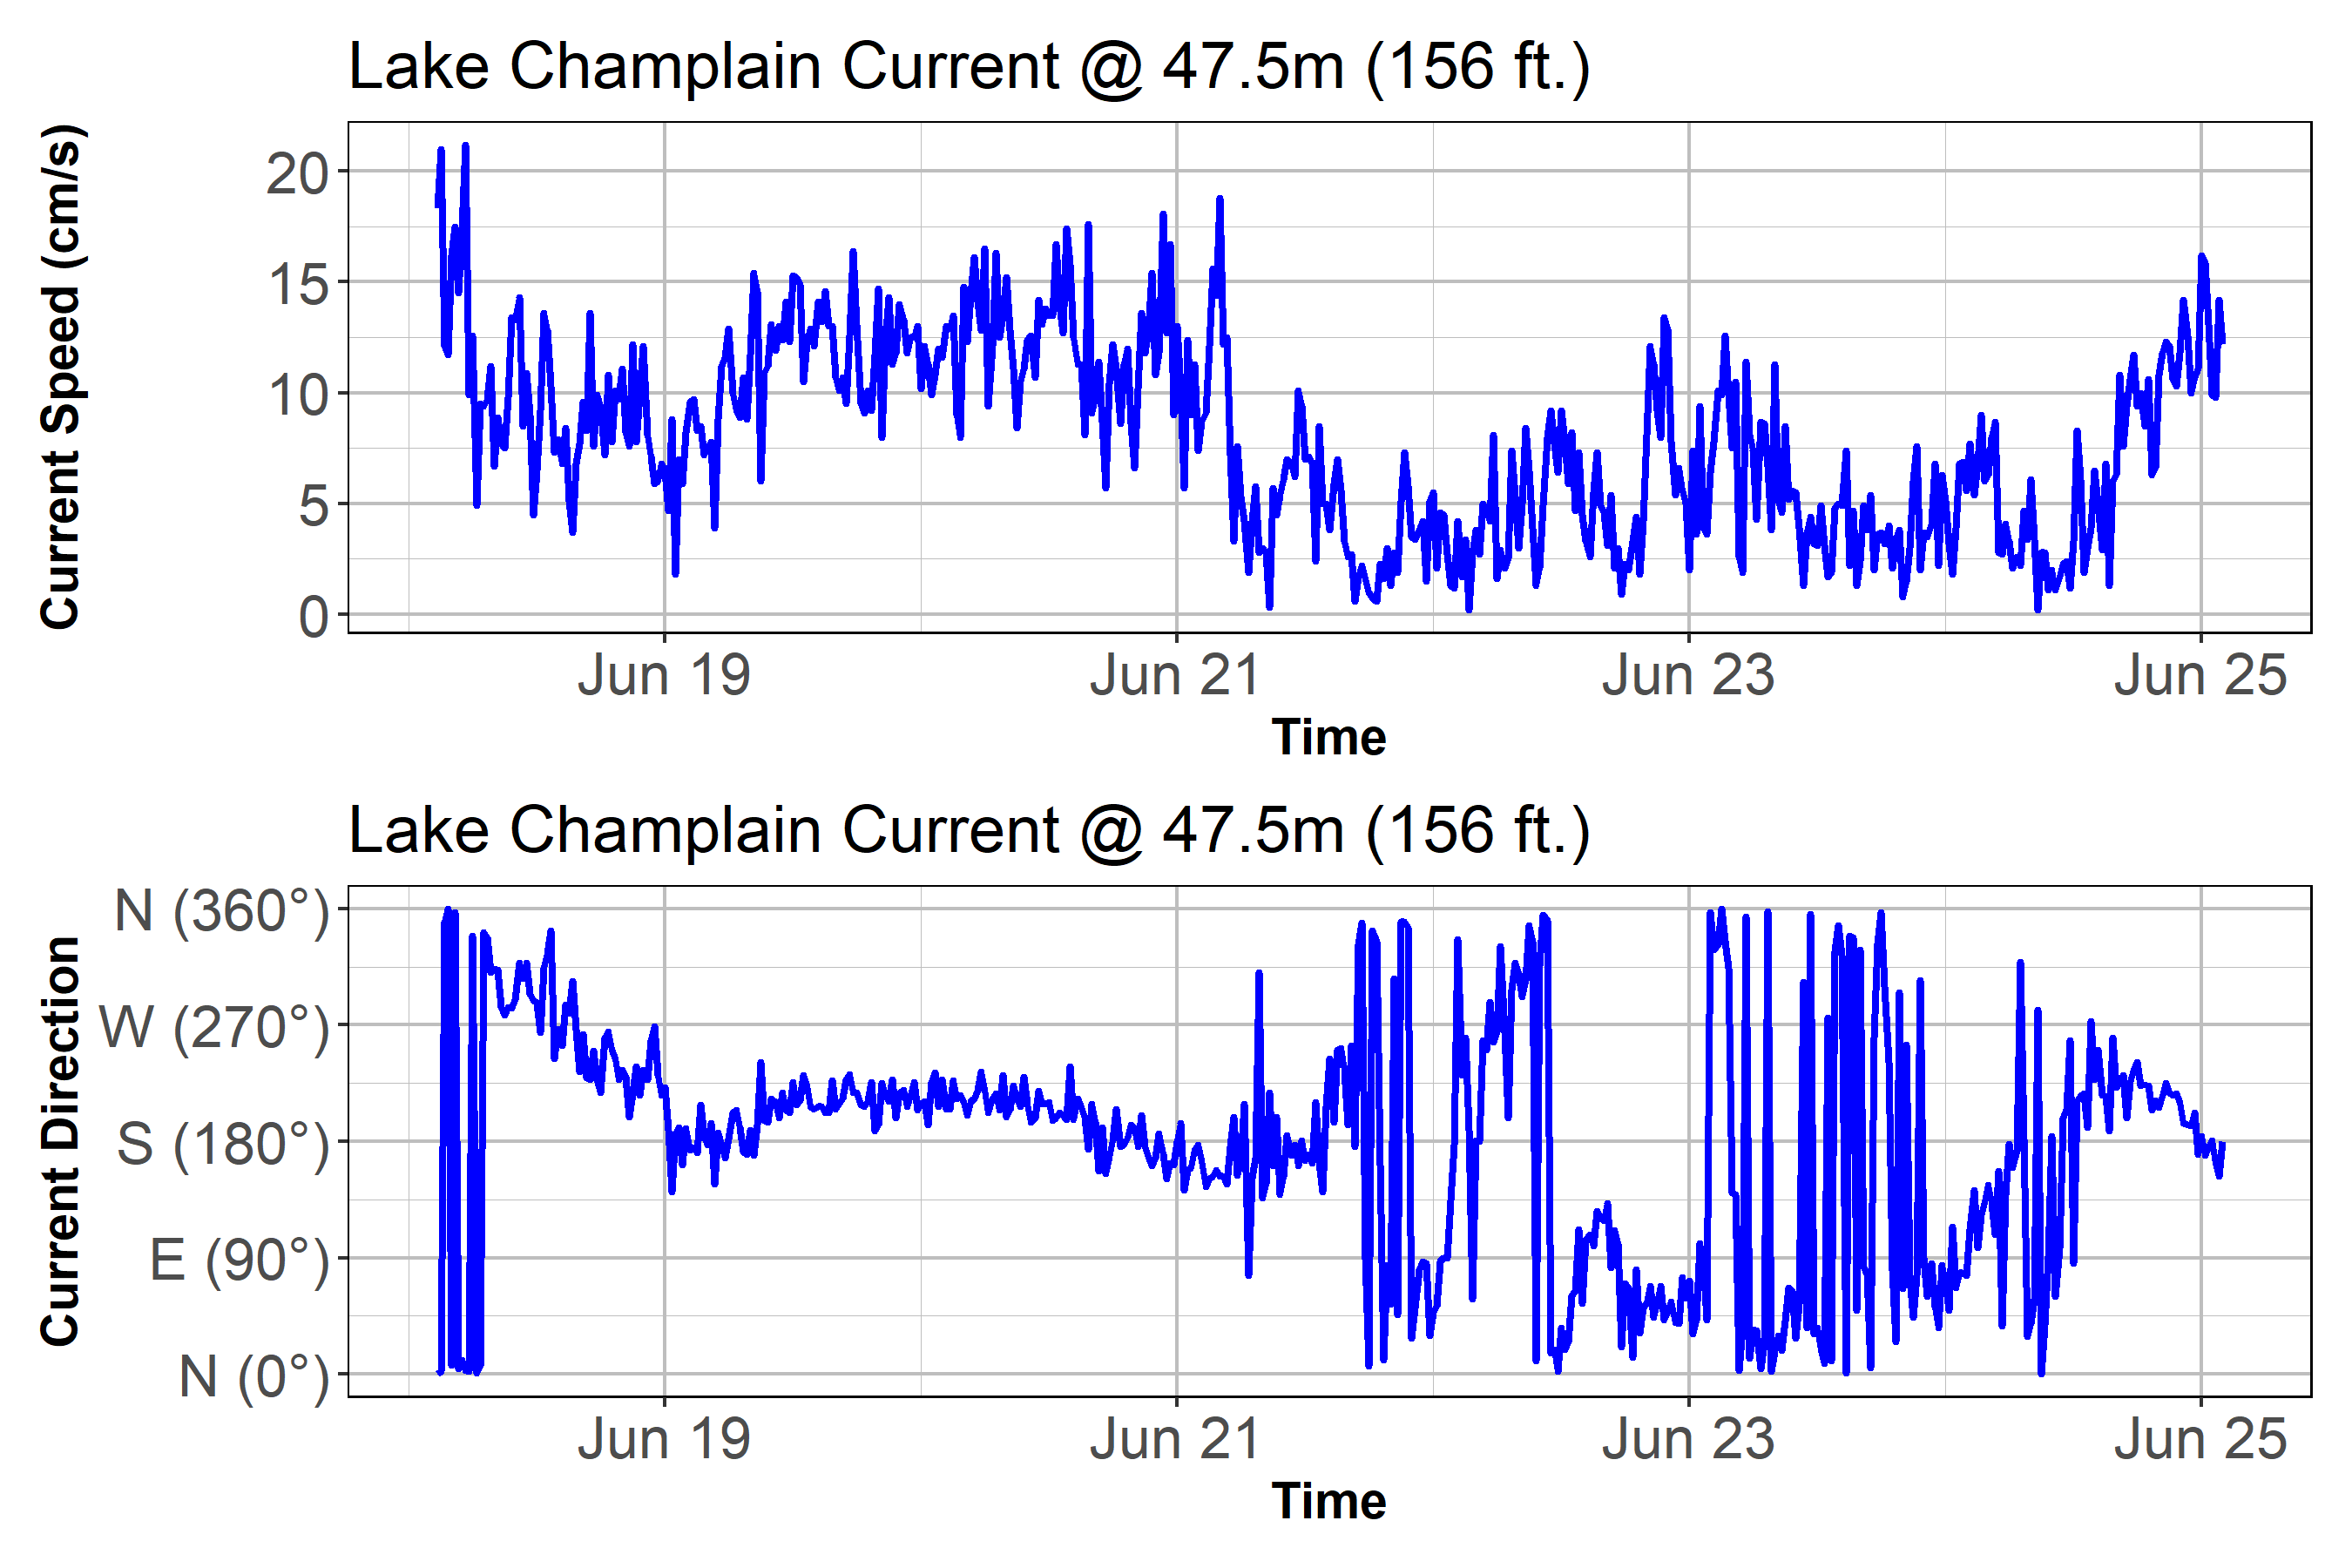 Lake Champlain Current @ 47.5m (156 ft.)
Current Speed (cm/s)
20
15
10
5
0
Jun 19 Jun 21 Jun 23 Jun 25
Time
Lake Champlain Current @ 47.5m (156 ft.)
Current Direction
N (360°)
W (270°)
S (180°)
E (90°)
N (0°)
Jun 19 Jun 21 Jun 23 Jun 25
Time